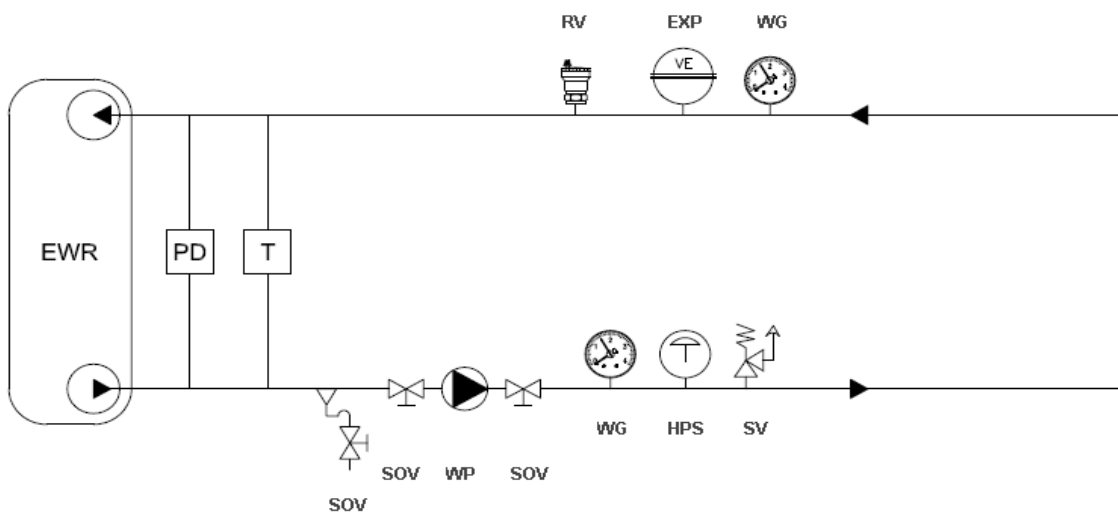 RV EXP WG
VE
EWR PD T
WG HPS SV
SOV WP SOV
SOV